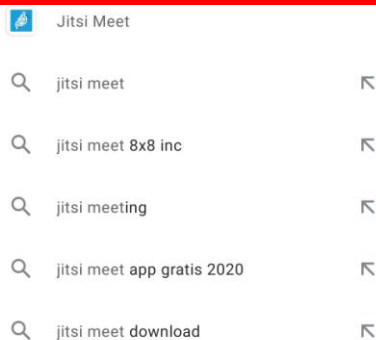 Jitsi Meet
jitsi meet
jitsi meet 8x8 inc
jitsi meeting
jitsi meet app gratis 2020
jitsi meet download